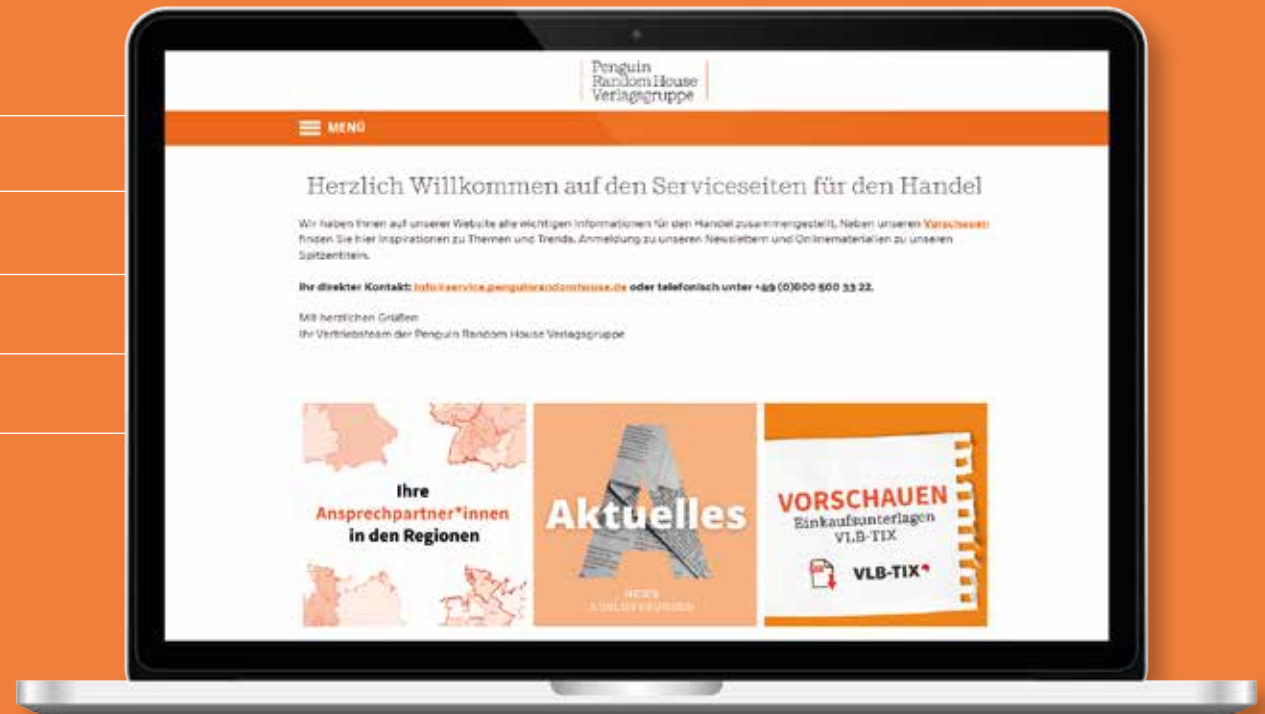 Penguin
Random House
Verlagsgruppe
MENÜ
Herzlich Willkommen auf den Serviceseiten für den Handel
Wir haben Ihnen auf unserer Website alle wichtigen Informationen für den Handel zusammengestellt. Neben unseren Vorschauen
finden Sie hier Inspirationen zu Themen und Trends, Anmeldung zu unseren Newslettern und Onlinematerialien zu unseren
Spitzentiteln.
Ihr direkter Kontakt: info@service.penguinrandomhouse.de oder telefonisch unter +49 (0)800 500 33 22.
Mit herzlichen Grüßen
Ihr Vertriebsteam der Penguin Random House Verlagsgruppe
Ihre
Ansprechpartner*innen
in den Regionen
Aktuelles
NEWS
VORSCHAUEN
Einkaufsunterlagen
VLB-TIX
VLB-TIX